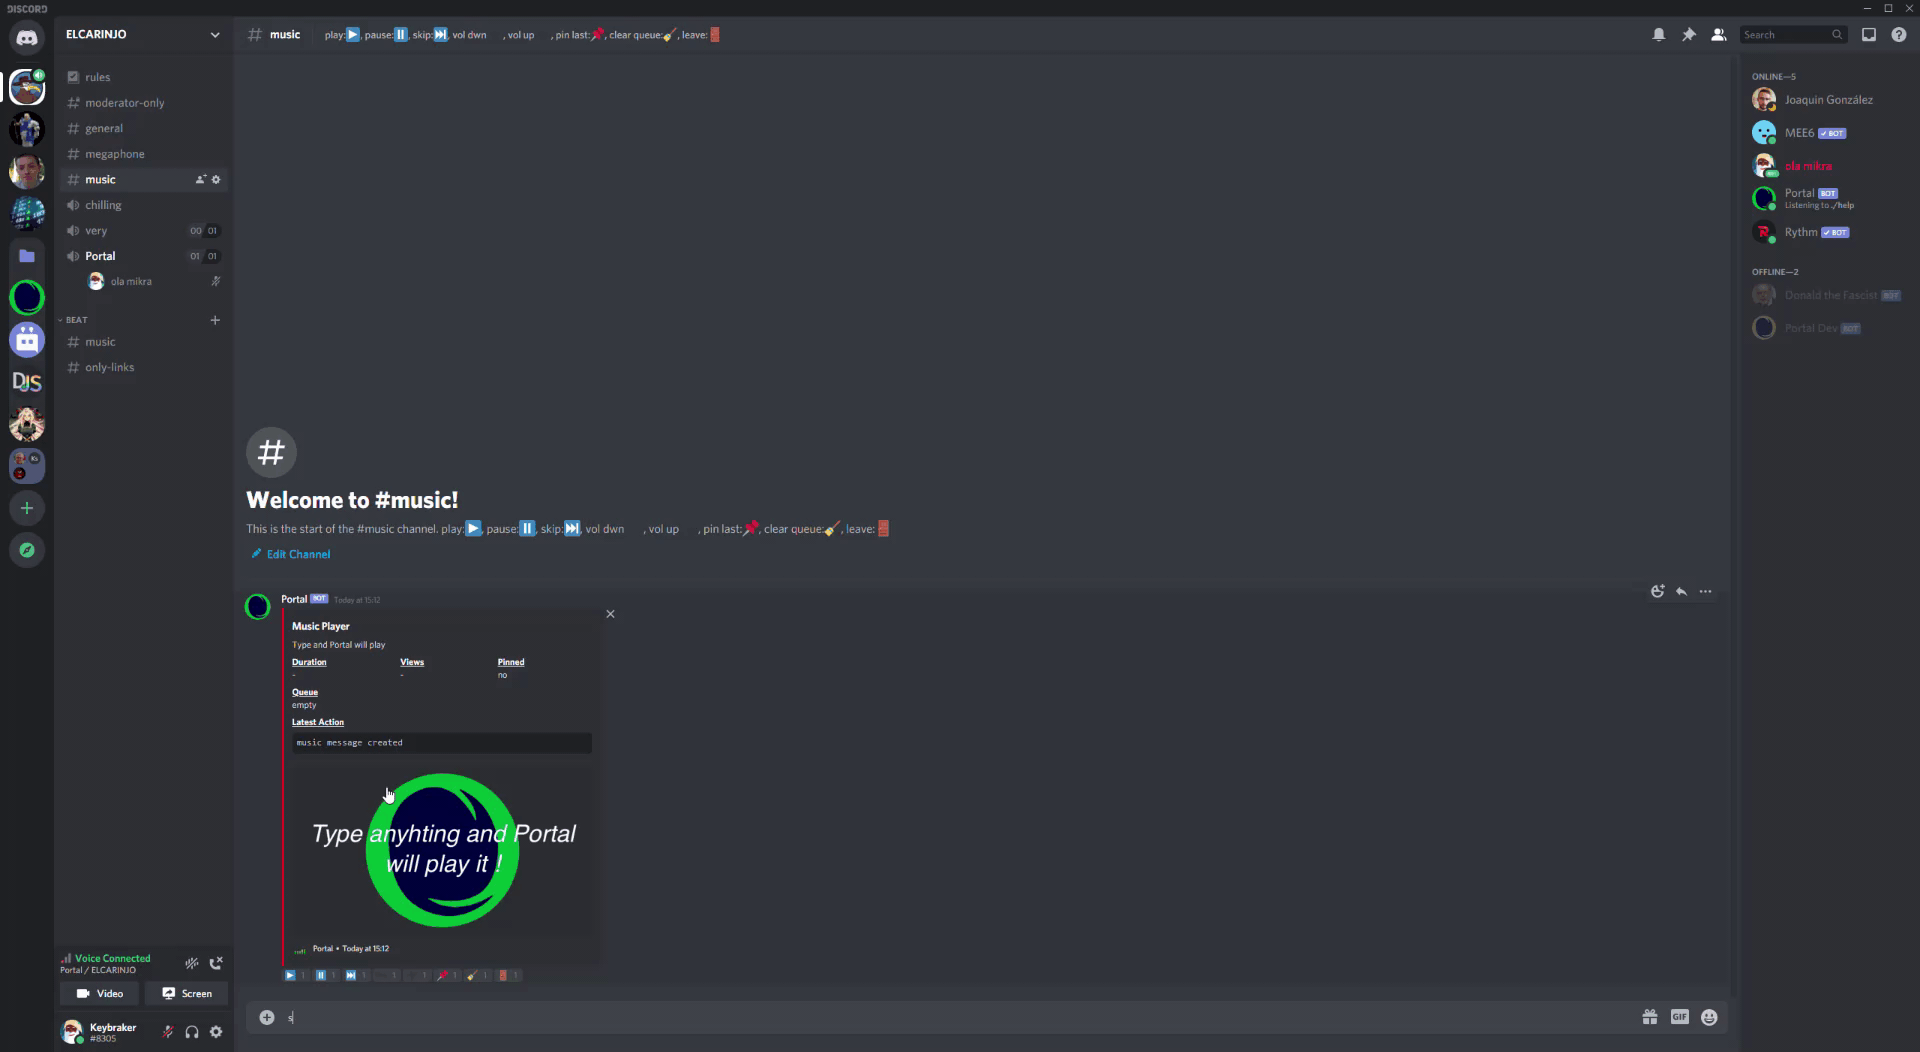 DISCORD
ELCARINJO
rules
moderator-only
general
megaphone
music
chilling
very 00 01
Portal 01 01
ola mikra
BEAT
music
only-links
Voice Connected
Portal / ELCARINJO
Video
Screen
Keybraker
#8305
music
play:▶, pause:⏸, skip:⏭, vol dwn , vol up , pin last:📌, clear queue:🧹, leave:🚪
Search
Welcome to #music!
This is the start of the #music channel. play:▶, pause:⏸, skip:⏭, vol dwn , vol up , pin last:📌, clear queue:🧹, leave:🚪
Edit Channel
Portal BOT Today at 15:12
Music Player
Type and Portal will play
Duration Views Pinned
- - no
Queue
empty
Latest Action
music message created
Type anyhting and Portal
will play it !
Portal • Today at 15:12
1 1 1 1 1 1 1 1
s
GIF
ONLINE—5
Joaquin González
MEE6 ✓ BOT
ola mikra
Portal BOT
Listening to ./help
Rythm ✓ BOT
OFFLINE—2
Donald the Fascist BOT
Portal Dev BOT
DJS
Ks